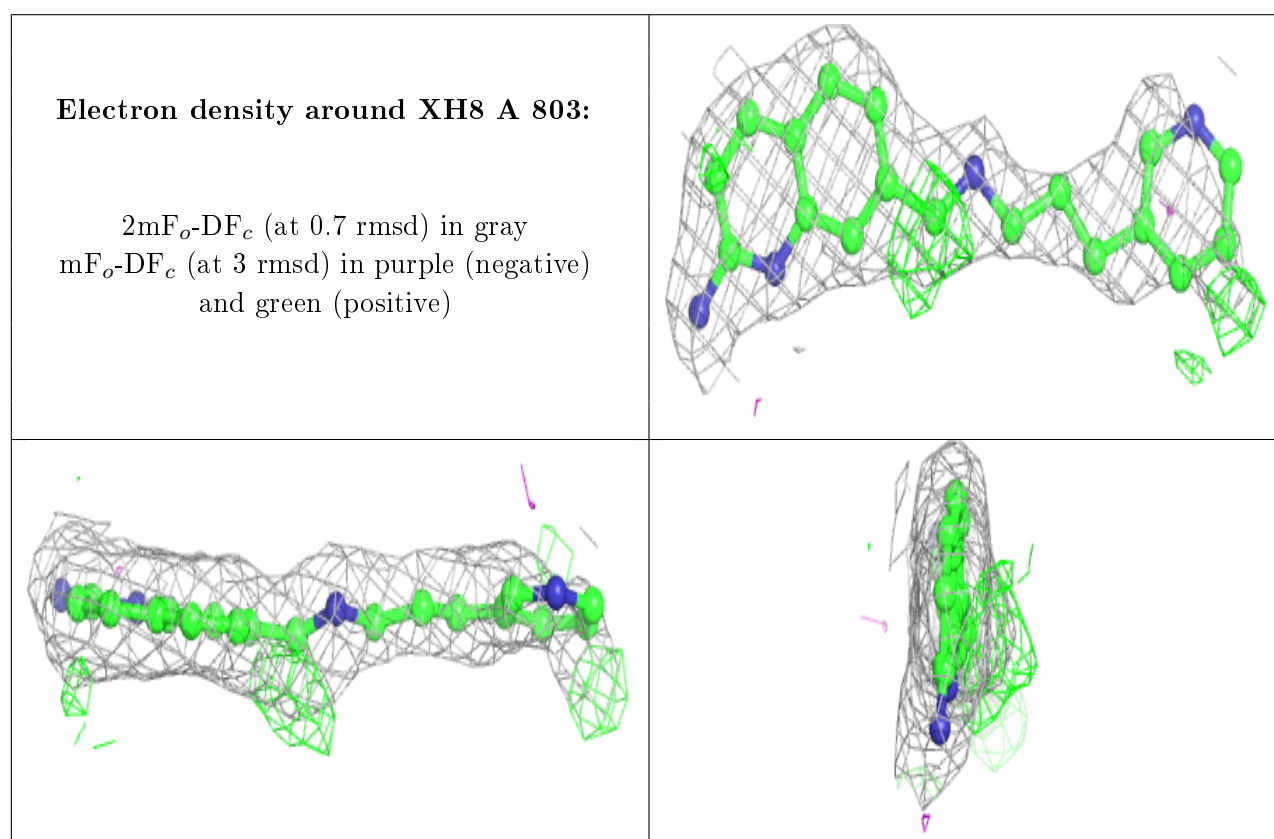 Electron density around XH8 A 803:
2mFₒ-DF𝒸 (at 0.7 rmsd) in gray
mFₒ-DF𝒸 (at 3 rmsd) in purple (negative)
and green (positive)